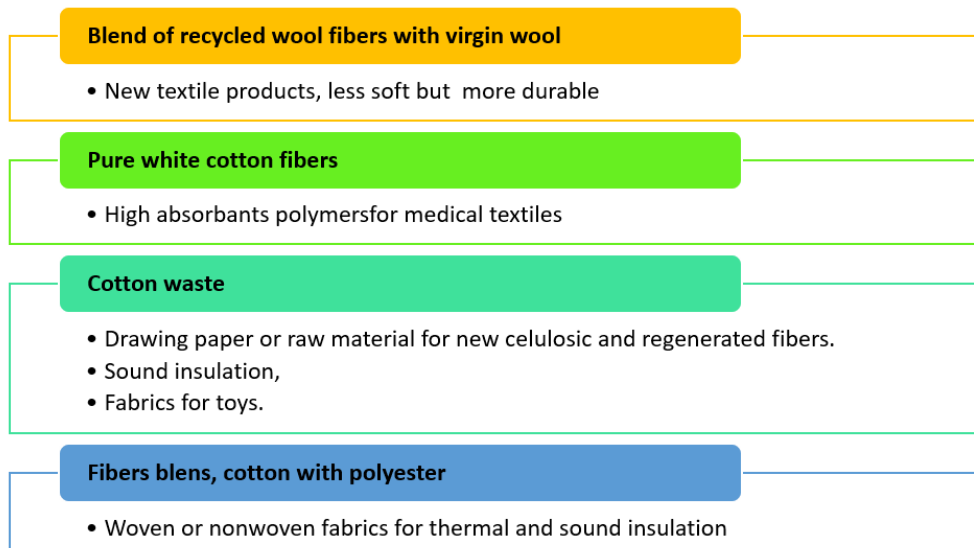 Blend of recycled wool fibers with virgin wool
• New textile products, less soft but  more durable
Pure white cotton fibers
• High absorbants polymersfor medical textiles
Cotton waste
• Drawing paper or raw material for new celulosic and regenerated fibers.
• Sound insulation,
• Fabrics for toys.
Fibers blens, cotton with polyester
• Woven or nonwoven fabrics for thermal and sound insulation